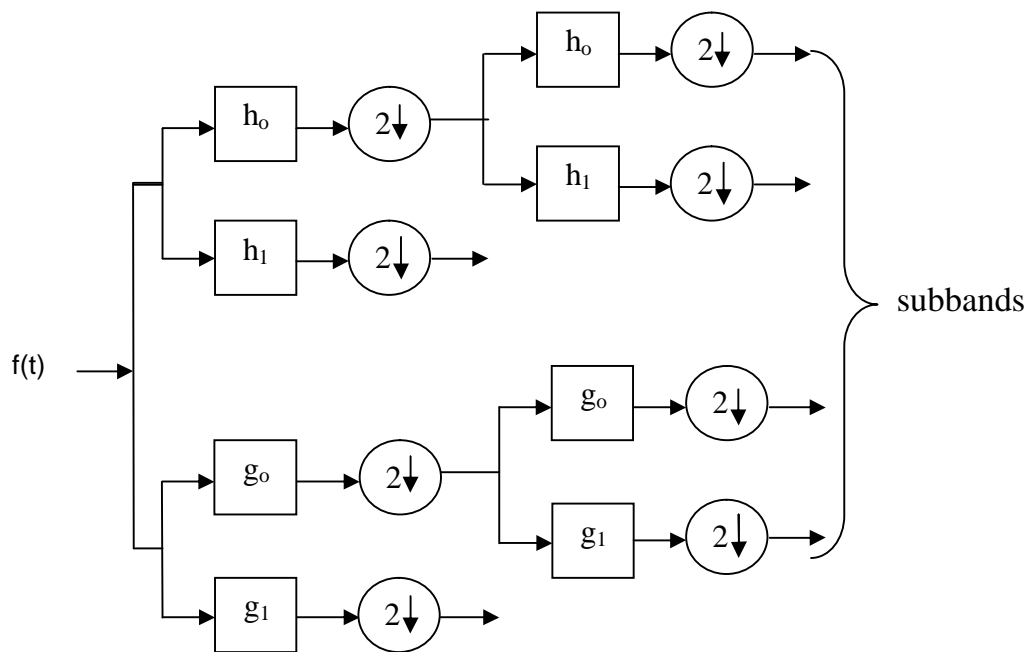 hₒ
2↓
hₒ
2↓
h₁
2↓
h₁
2↓
subbands
f(t)
gₒ
2↓
gₒ
2↓
g₁
2↓
g₁
2↓